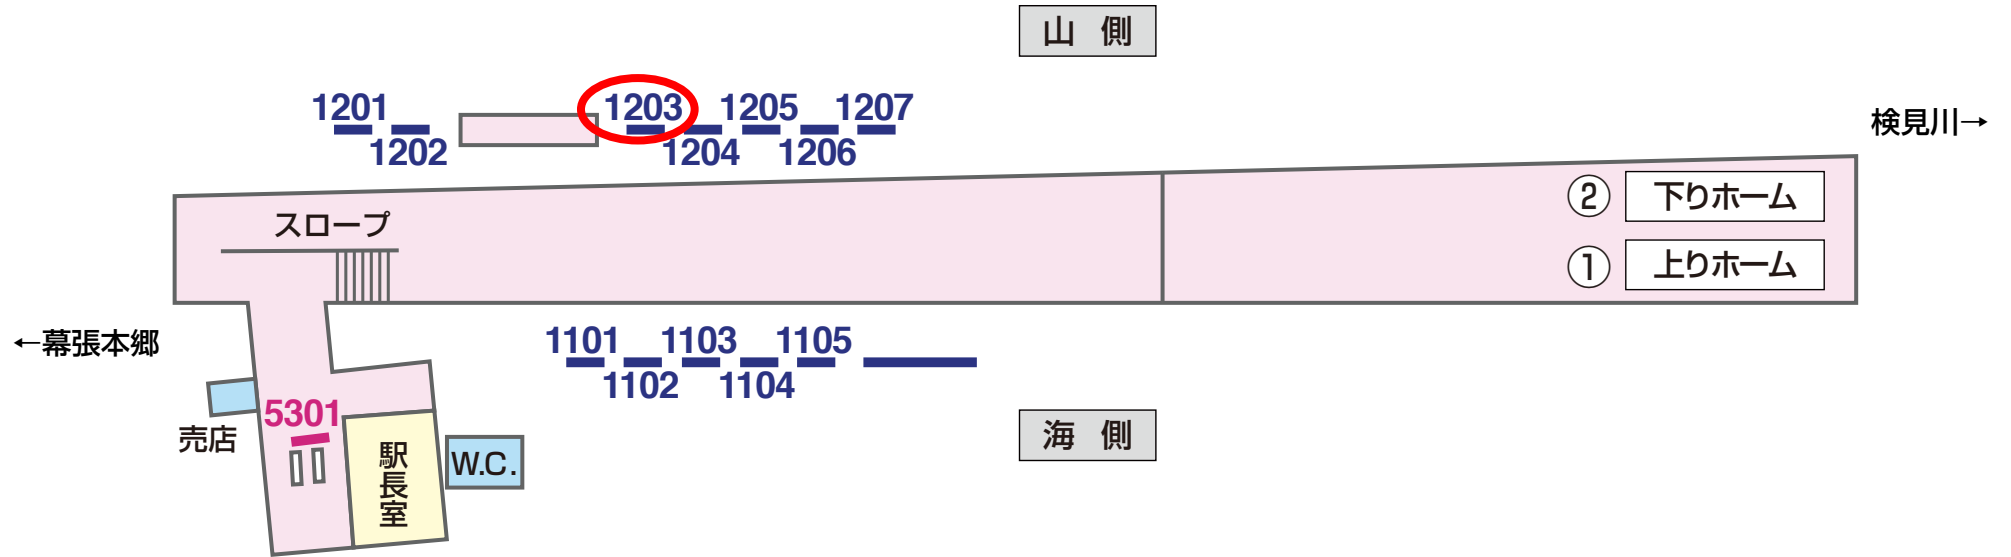 山側
1201
1203
1205
1207
1202
1204
1206
検見川→
スロープ
② 下りホーム
① 上りホーム
←幕張本郷
1101
1103
1105
1102
1104
5301
売店
駅長室
W.C.
海側